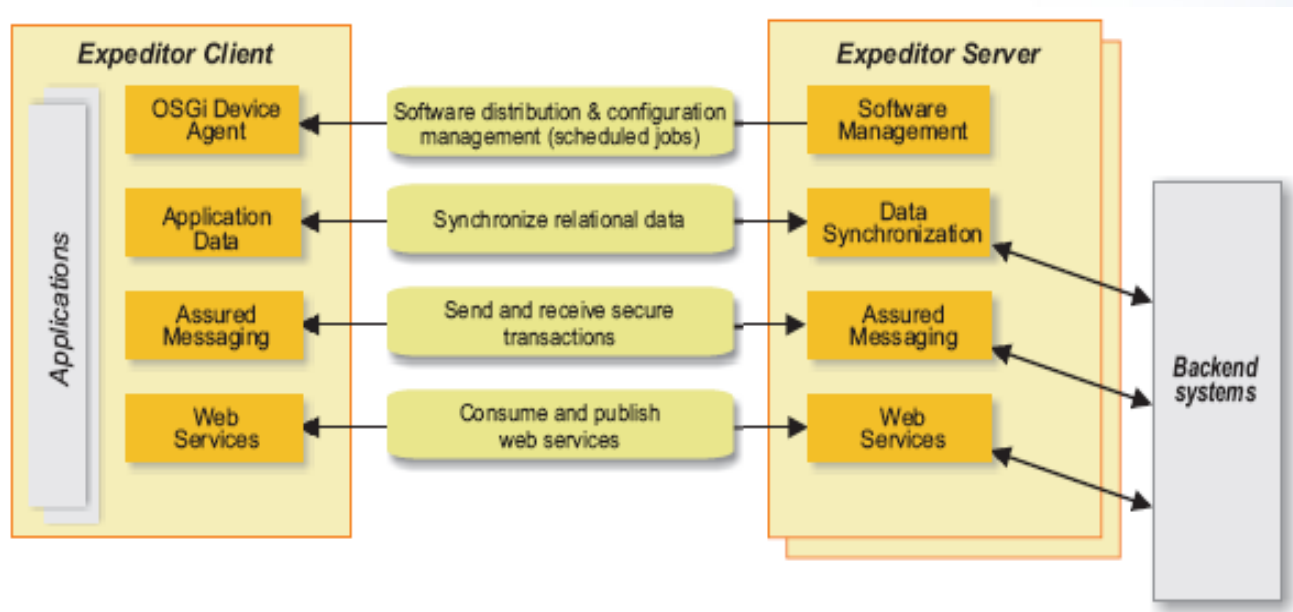 Expeditor Client
Expeditor Server
OSGi Device
Agent
Software distribution & configuration
management (scheduled jobs)
Software
Management
Application
Data
Synchronize relational data
Data
Synchronization
Applications
Assured
Messaging
Send and receive secure
transactions
Assured
Messaging
Backend
systems
Web
Services
Consume and publish
web services
Web
Services